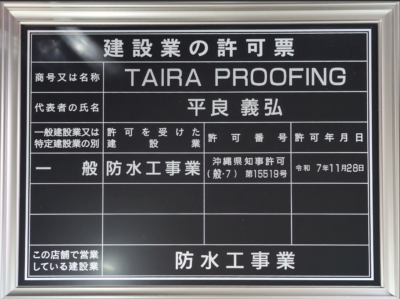 建設業の許可票
商号又は名称 TAIRA PROOFING
代表者の氏名 平良 義弘
一般建設業又は 特定建設業の別 許可を受けた 建設業 許可番号 許可年月日
一般 防水工事業 沖縄県知事許可 (般-7) 第15519号 令和 7年11月28日
この店舗で営業 している建設業 防水工事業